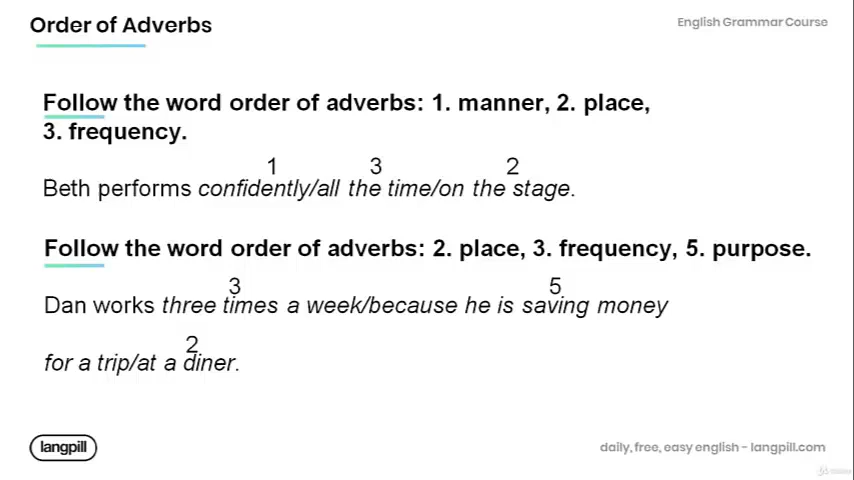 Order of Adverbs
English Grammar Course
Follow the word order of adverbs: 1. manner, 2. place,
3. frequency.
1 3 2
Beth performs confidently/all the time/on the stage.
Follow the word order of adverbs: 2. place, 3. frequency, 5. purpose.
3 5
Dan works three times a week/because he is saving money
2
for a trip/at a diner.
langpill
daily, free, easy english - langpill.com